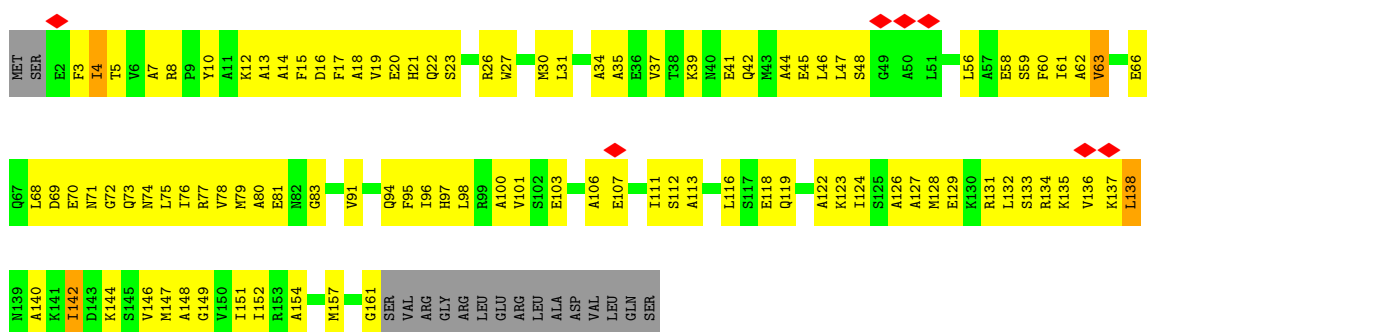 MET SER E2 F3 I4 T5 V6 A7 R8 P9 Y10 A11 K12 A13 A14 F15 D16 F17 A18 V19 E20 H21 Q22 S23 R26 W27 M30 L31 A34 A35 E36 V37 T38 K39 N40 E41 Q42 M43 A44 E45 L46 L47 S48 G49 A50 L51 L56 A57 E58 S59 F60 I61 A62 V63 E66
Q67 L68 D69 E70 N71 G72 Q73 N74 L75 I76 R77 V78 M79 A80 E81 N82 G83 V91 Q94 F95 I96 H97 L98 R99 A100 V101 S102 E103 A106 E107 I111 S112 A113 L116 S117 E118 Q119 A122 K123 I124 S125 A126 A127 M128 E129 K130 R131 L132 S133 R134 K135 V136 K137 L138
N139 A140 K141 I142 D143 K144 S145 V146 M147 A148 G149 V150 I151 I152 R153 A154 M157 G161 SER VAL ARG GLY ARG LEU GLU ARG LEU ALA ASP VAL LEU GLN SER